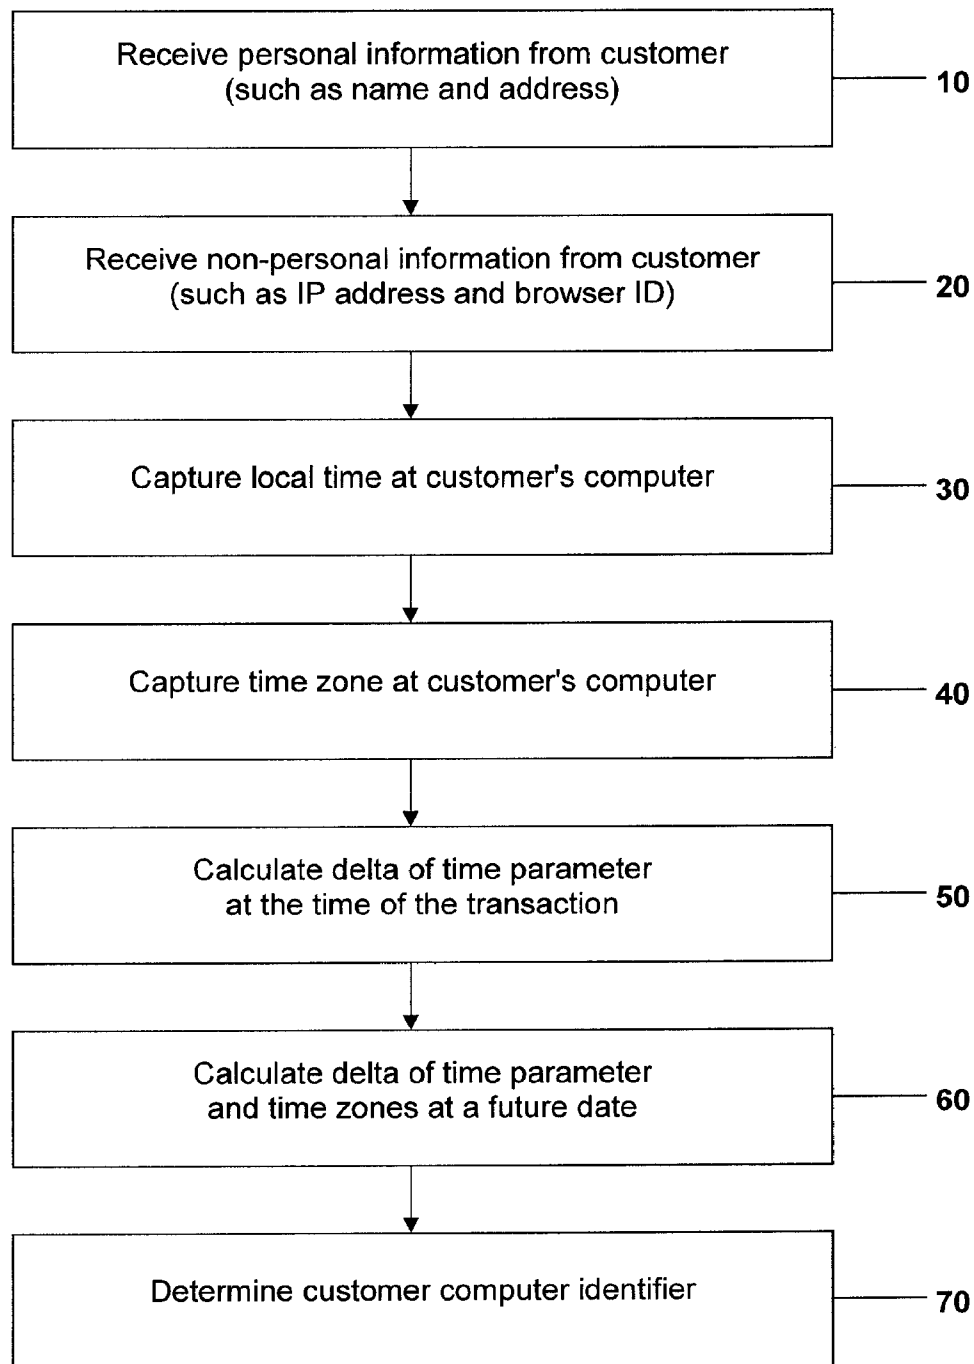 Receive personal information from customer
(such as name and address)
10
Receive non-personal information from customer
(such as IP address and browser ID)
20
Capture local time at customer's computer
30
Capture time zone at customer's computer
40
Calculate delta of time parameter
at the time of the transaction
50
Calculate delta of time parameter
and time zones at a future date
60
Determine customer computer identifier
70